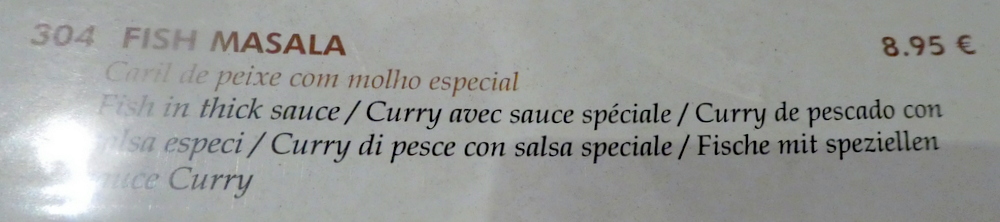 304 FISH MASALA 8.95 €
Caril de peixe com molho especial
Fish in thick sauce / Curry avec sauce spéciale / Curry de pescado con
salsa especi / Curry di pesce con salsa speciale / Fische mit speziellen
Curry